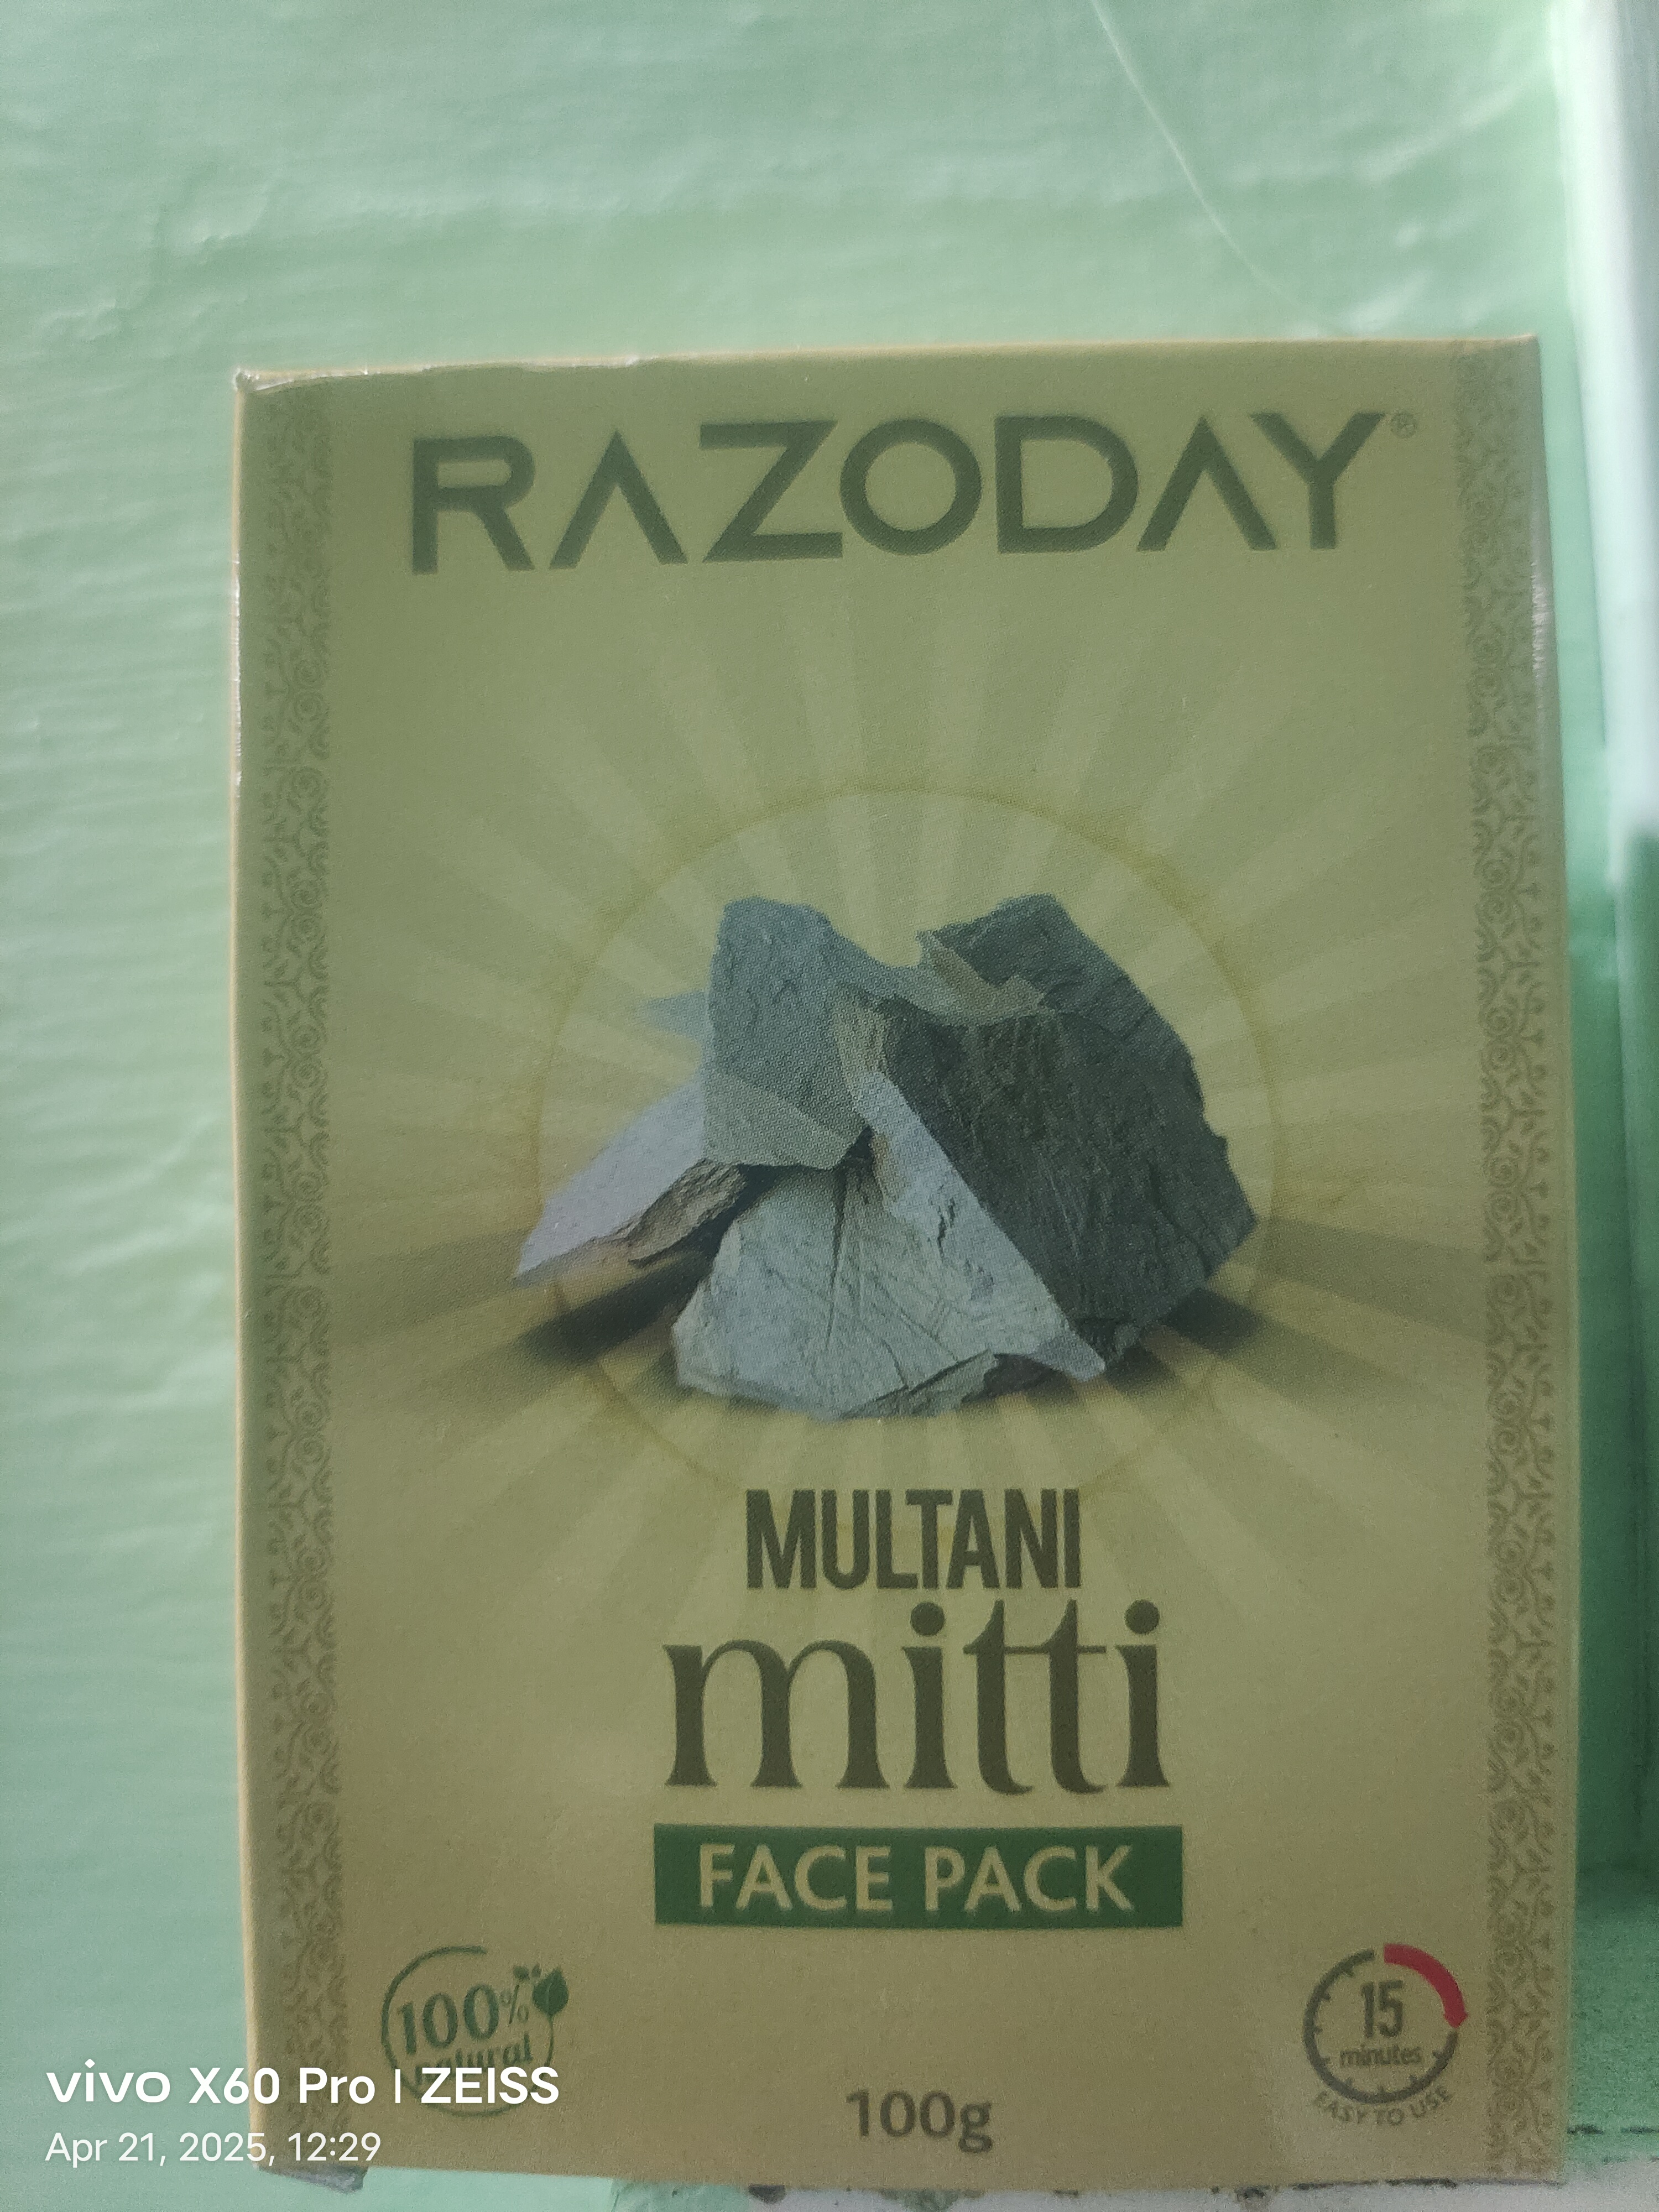 RAZODAY®
MULTANI
mitti
FACE PACK
100%
natural
15
minutes
EASY TO USE
100g
vivo X60 Pro | ZEISS
Apr 21, 2025, 12:29